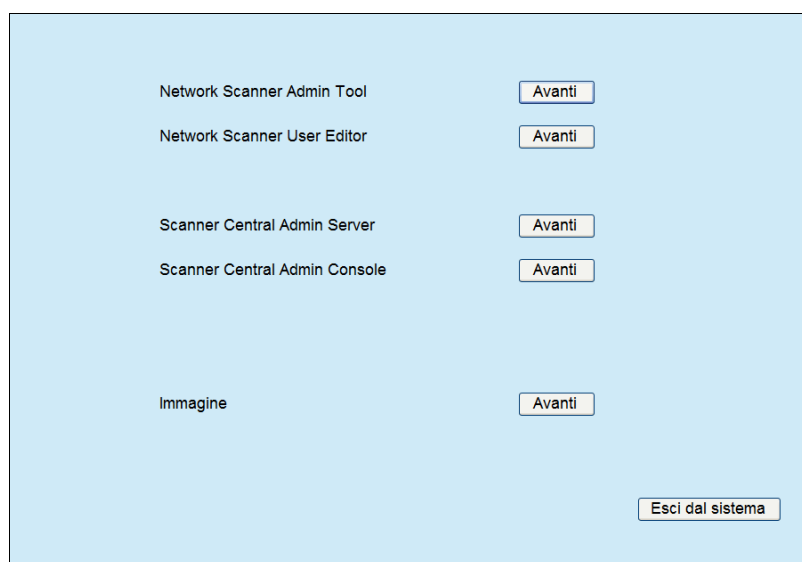 Network Scanner Admin Tool Avanti
Network Scanner User Editor Avanti
Scanner Central Admin Server Avanti
Scanner Central Admin Console Avanti
Immagine Avanti
Esci dal sistema